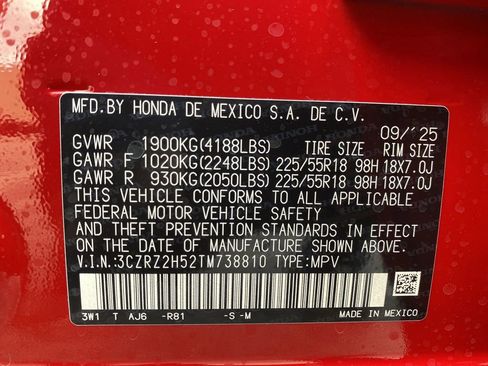 MFD.BY HONDA DE MEXICO S.A. DE C.V.
09/'25
GVWR 1900KG(4188LBS) TIRE SIZE RIM SIZE
GAWR F 1020KG(2248LBS) 225/55R18 98H 18X7.0J
GAWR R 930KG(2050LBS) 225/55R18 98H 18X7.0J
THIS VEHICLE CONFORMS TO ALL APPLICABLE
FEDERAL MOTOR VEHICLE SAFETY
AND THEFT PREVENTION STANDARDS IN EFFECT
ON THE DATE OF MANUFACTURE SHOWN ABOVE.
V.I.N.:3CZRZ2H52TM738810 TYPE:MPV
3W1 T AJ6 -R81 -S -M
MADE IN MEXICO